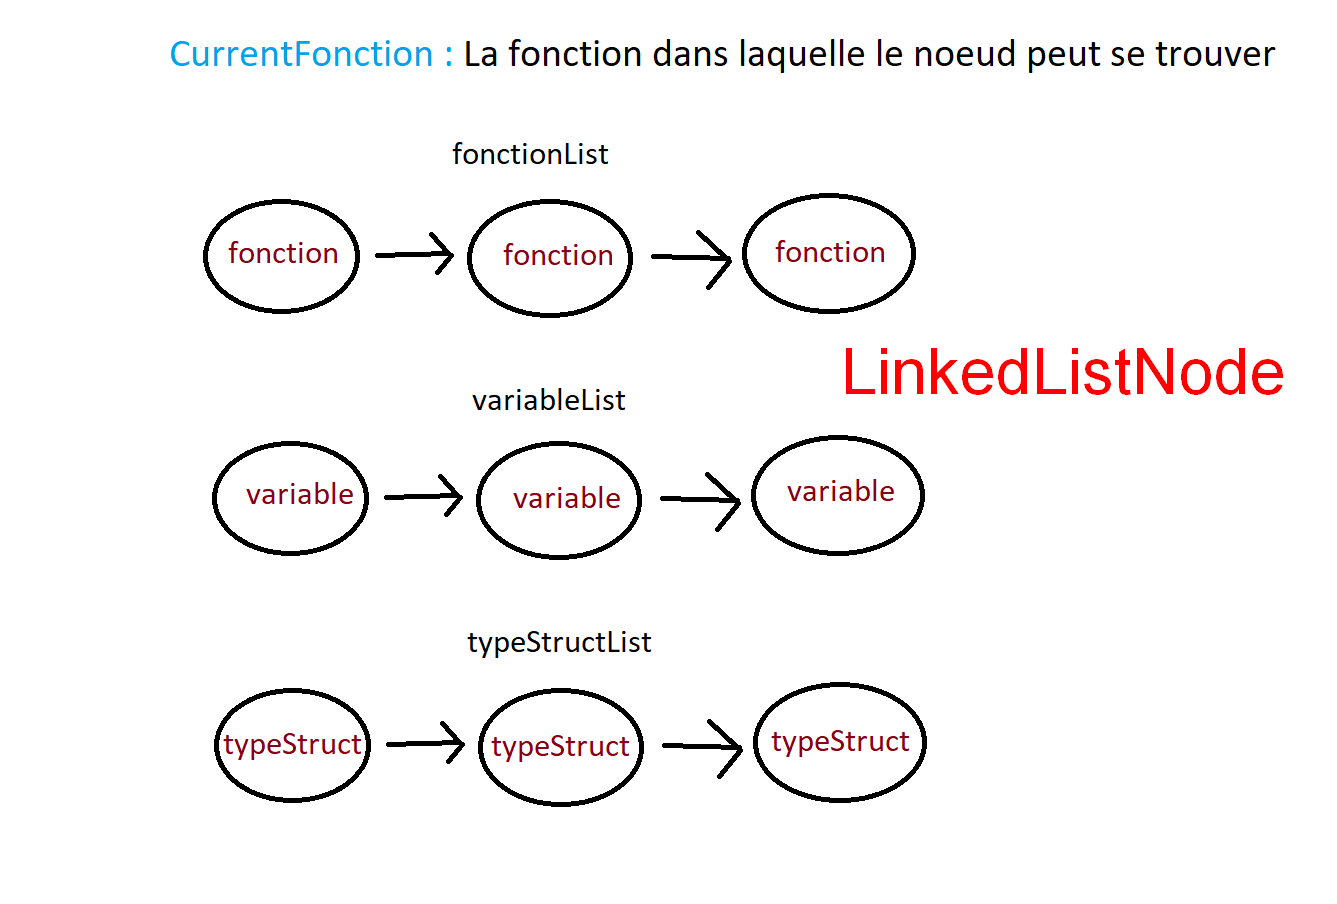 CurrentFonction : La fonction dans laquelle le noeud peut se trouver
fonctionList
fonction fonction fonction
LinkedListNode
variableList
variable variable variable
typeStructList
typeStruct typeStruct typeStruct